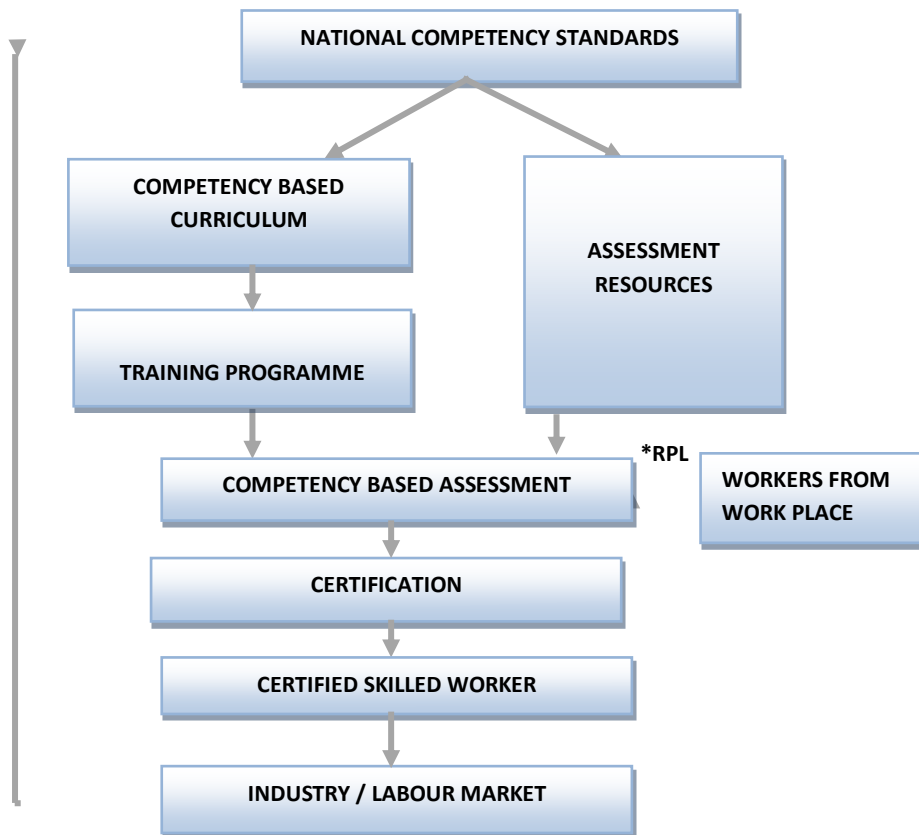 NATIONAL COMPETENCY STANDARDS
COMPETENCY BASED
CURRICULUM
ASSESSMENT
RESOURCES
TRAINING PROGRAMME
*RPL
WORKERS FROM
WORK PLACE
COMPETENCY BASED ASSESSMENT
CERTIFICATION
CERTIFIED SKILLED WORKER
INDUSTRY / LABOUR MARKET